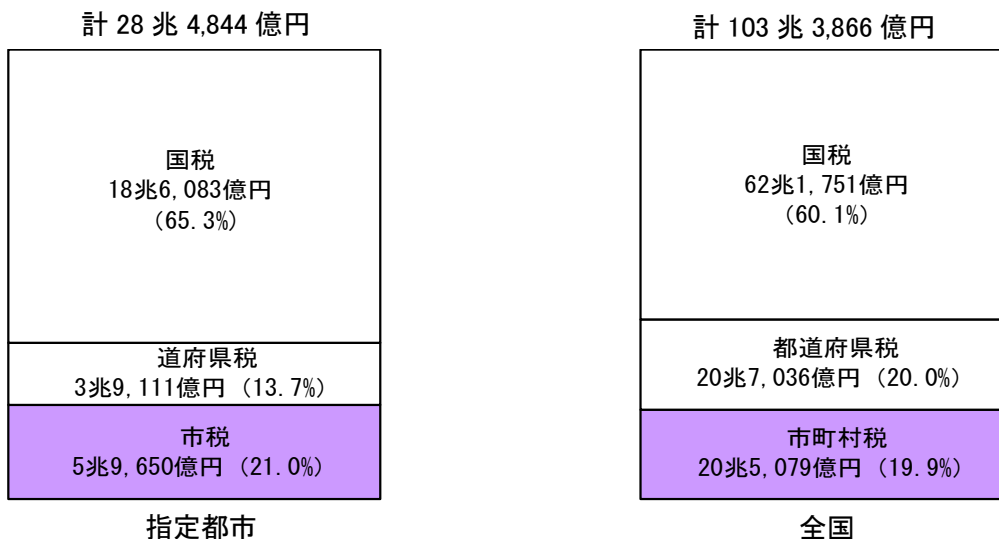 計 28 兆 4,844 億円
国税
18兆6,083億円
(65.3%)
道府県税
3兆9,111億円 (13.7%)
市税
5兆9,650億円 (21.0%)
指定都市
計 103 兆 3,866 億円
国税
62兆1,751億円
(60.1%)
都道府県税
20兆7,036億円 (20.0%)
市町村税
20兆5,079億円 (19.9%)
全国